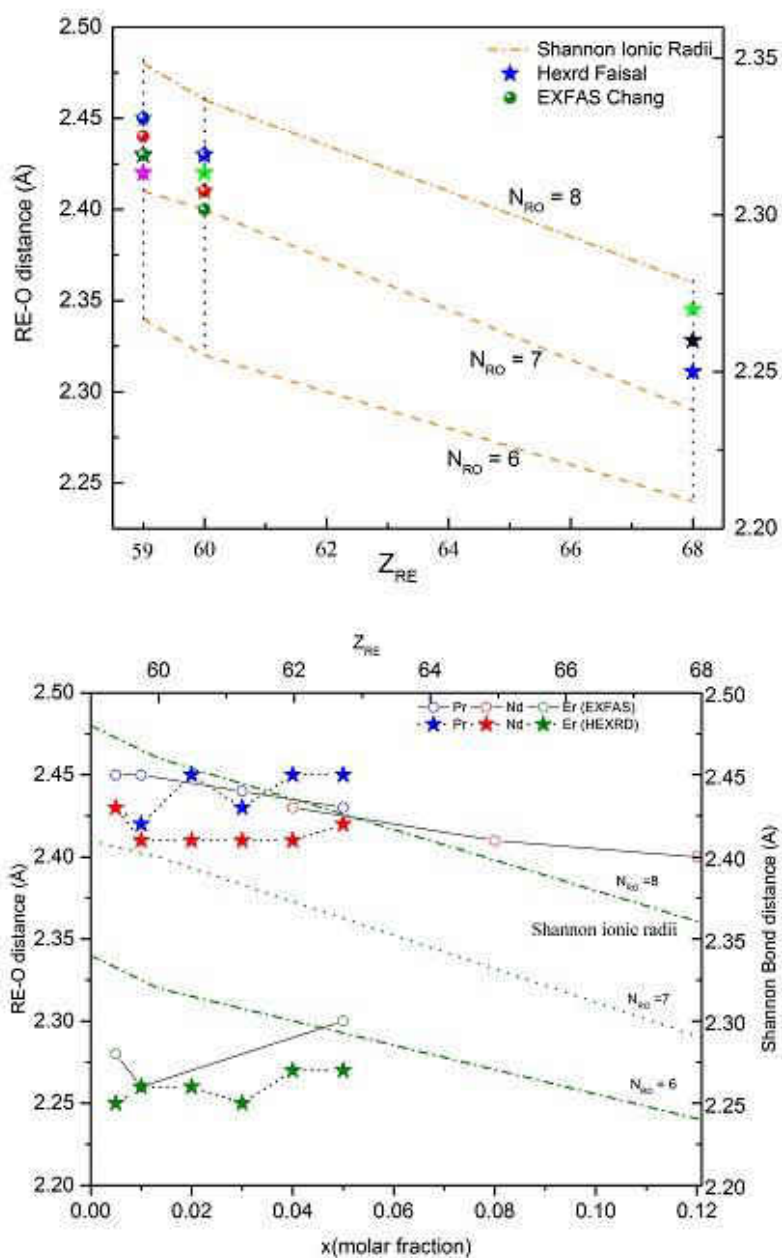 2.50
2.45
2.40
2.35
2.30
2.25
RE-O distance (Å)
Shannon Ionic Radii
Hexrd Faisal
EXFAS Chang
N_RO = 8
N_RO = 7
N_RO = 6
2.35
2.30
2.25
2.20
59 60 62 64 66 68
Z_RE
Z_RE
60 62 64 66 68
2.50
2.45
2.40
2.35
2.30
2.25
2.20
RE-O distance (Å)
Pr Nd Er (EXFAS)
Pr Nd Er (HEXRD)
N_RO =8
Shannon ionic radii
N_RO =7
N_RO = 6
2.50
2.45
2.40
2.35
2.30
2.25
2.20
Shannon Bond distance (Å)
0.00 0.02 0.04 0.06 0.08 0.10 0.12
x(molar fraction)